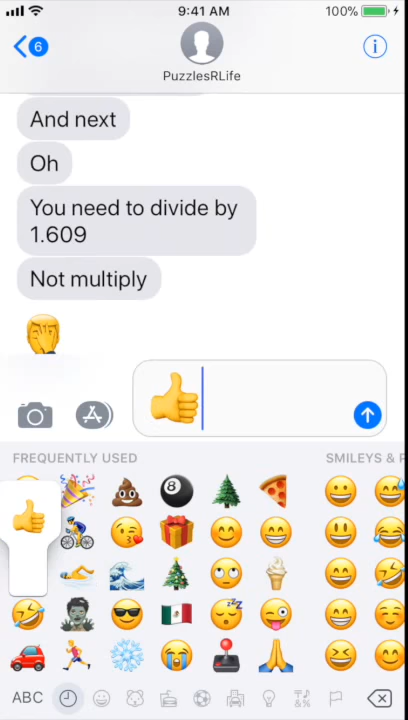 9:41 AM
100%
6
PuzzlesRLife
And next
Oh
You need to divide by
1.609
Not multiply
FREQUENTLY USED
SMILEYS & P
8
ABC